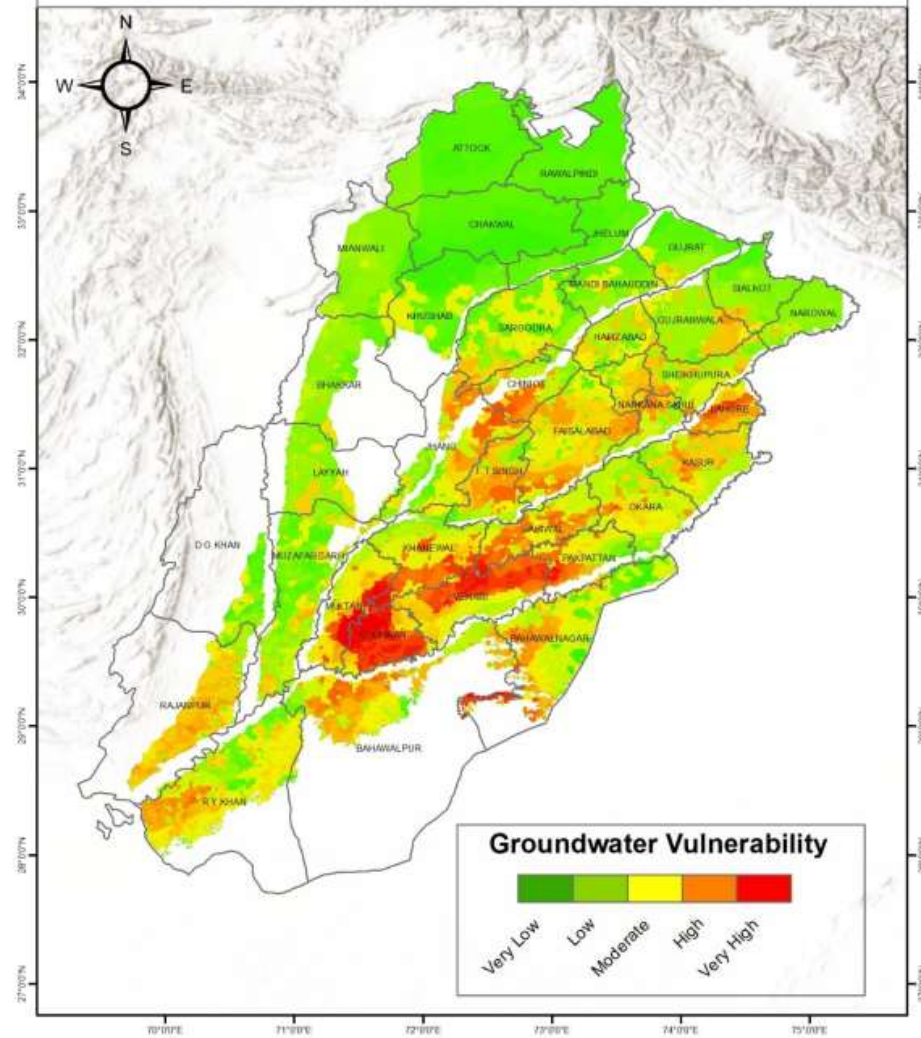 N
W E
S
34°0'0"N
33°0'0"N
32°0'0"N
31°0'0"N
30°0'0"N
29°0'0"N
28°0'0"N
27°0'0"N
ATTOCK
RAWALPINDI
CHAKWAL
JHELUM
MIANWALI
GUJRAT
MANDI BAHAUDDIN
SIALKOT
KHUSHAB
GUJRANWALA
NAROWAL
SARGODHA
HAFIZABAD
SHEIKHUPURA
BHAKKAR
CHINIOT
NANKANA SAHIB
LAHORE
FAISALABAD
JHANG
KASUR
LAYYAH
T.T SINGH
OKARA
D.G. KHAN
MUZAFARGARH
KHANEWAL
SAHIWAL
PAKPATTAN
MULTAN
VEHARI
LODHRAN
BAHAWALNAGAR
RAJANPUR
BAHAWALPUR
R.Y. KHAN
Groundwater Vulnerability
Very Low
Low
Moderate
High
Very High
70°0'0"E 71°0'0"E 72°0'0"E 73°0'0"E 74°0'0"E 75°0'0"E